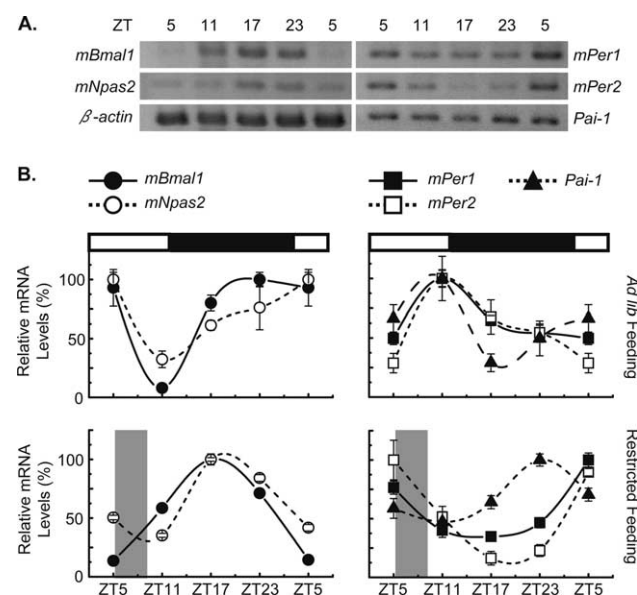 A.
ZT 5 11 17 23 5 5 11 17 23 5
mBmal1 mPer1
mNpas2 mPer2
β-actin Pai-1
B.
mBmal1 mPer1 Pai-1
mNpas2 mPer2
Relative mRNA
Levels (%)
100
50
0
Ad lib
Feeding
Relative mRNA
Levels (%)
100
50
0
Restricted
Feeding
ZT5 ZT11 ZT17 ZT23 ZT5 ZT5 ZT11 ZT17 ZT23 ZT5